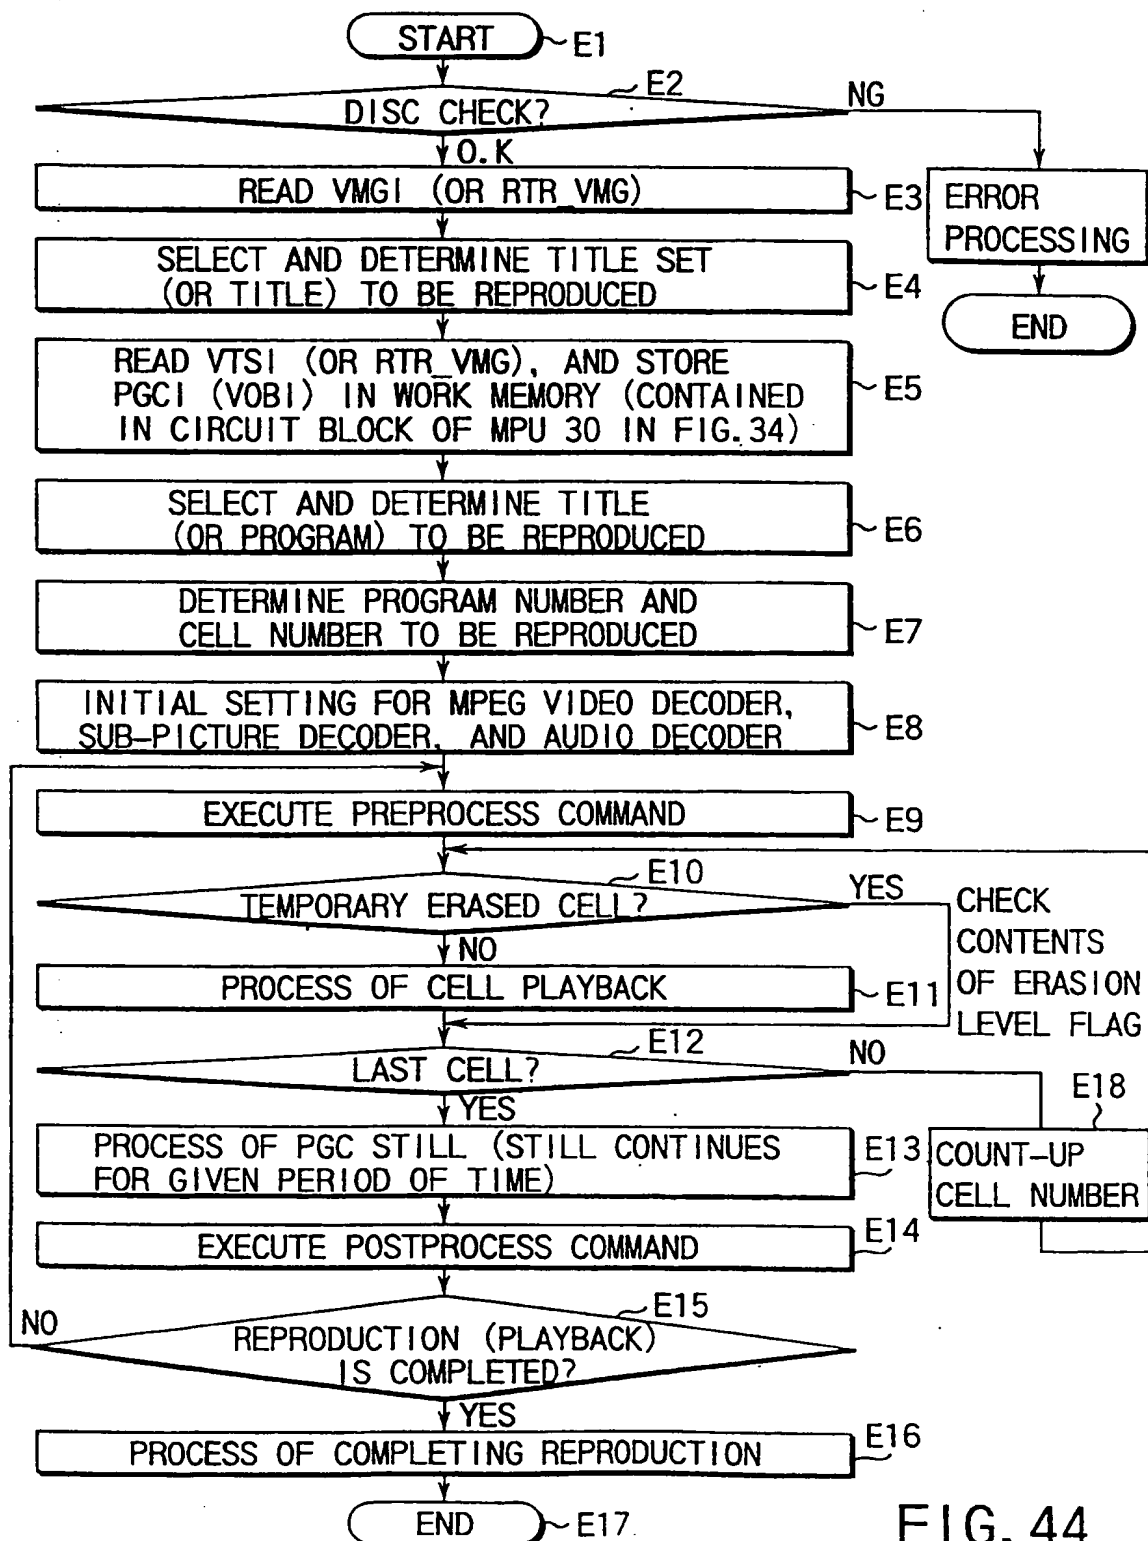 START
E1
E2
DISC CHECK?
NG
O.K
READ VMGI (OR RTR_VMG)
E3
ERROR
PROCESSING
END
SELECT AND DETERMINE TITLE SET
(OR TITLE) TO BE REPRODUCED
E4
READ VTSI (OR RTR_VMG), AND STORE
PGCI (VOBI) IN WORK MEMORY (CONTAINED
IN CIRCUIT BLOCK OF MPU 30 IN FIG.34)
E5
SELECT AND DETERMINE TITLE
(OR PROGRAM) TO BE REPRODUCED
E6
DETERMINE PROGRAM NUMBER AND
CELL NUMBER TO BE REPRODUCED
E7
INITIAL SETTING FOR MPEG VIDEO DECODER,
SUB-PICTURE DECODER, AND AUDIO DECODER
E8
EXECUTE PREPROCESS COMMAND
E9
E10
TEMPORARY ERASED CELL?
YES
CHECK
CONTENTS
OF ERASION
LEVEL FLAG
NO
PROCESS OF CELL PLAYBACK
E11
E12
LAST CELL?
NO
YES
E18
COUNT-UP
CELL NUMBER
PROCESS OF PGC STILL (STILL CONTINUES
FOR GIVEN PERIOD OF TIME)
E13
EXECUTE POSTPROCESS COMMAND
E14
E15
NO
REPRODUCTION (PLAYBACK)
IS COMPLETED?
YES
PROCESS OF COMPLETING REPRODUCTION
E16
END
E17
FIG. 44